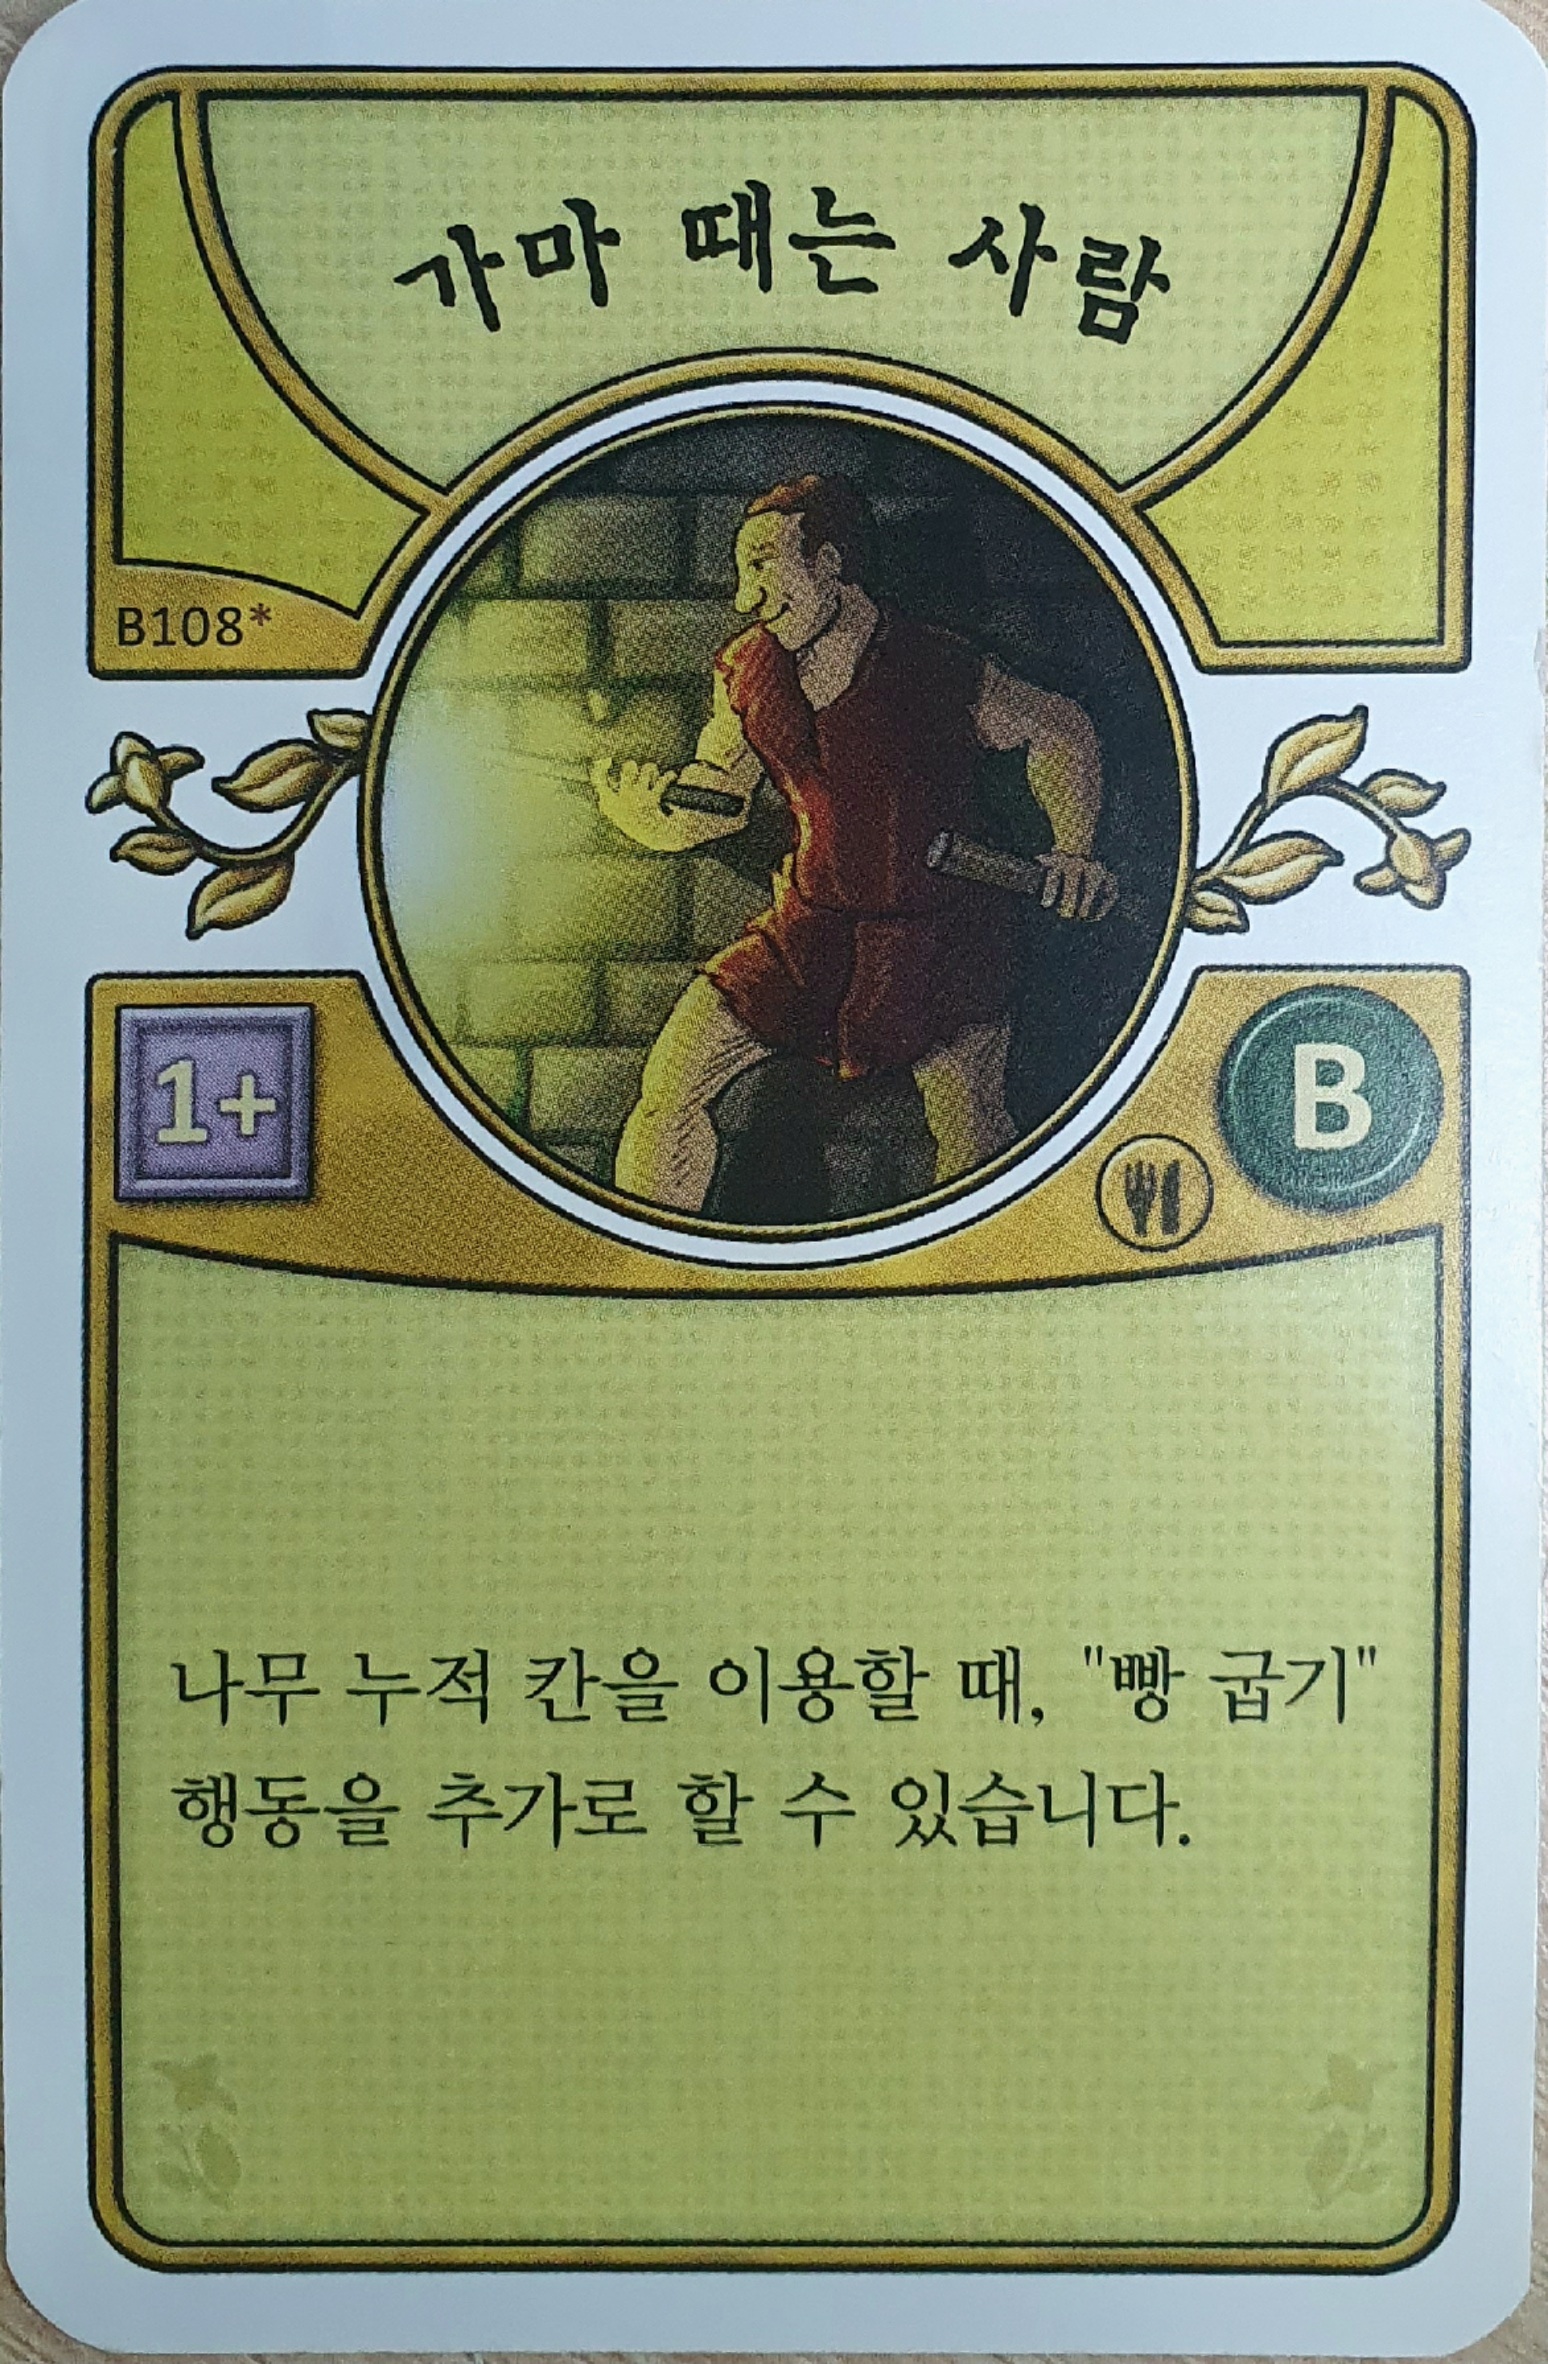 가마 때는 사람
B108*
1+
B
나무 누적 칸을 이용할 때, "빵 굽기"
행동을 추가로 할 수 있습니다.